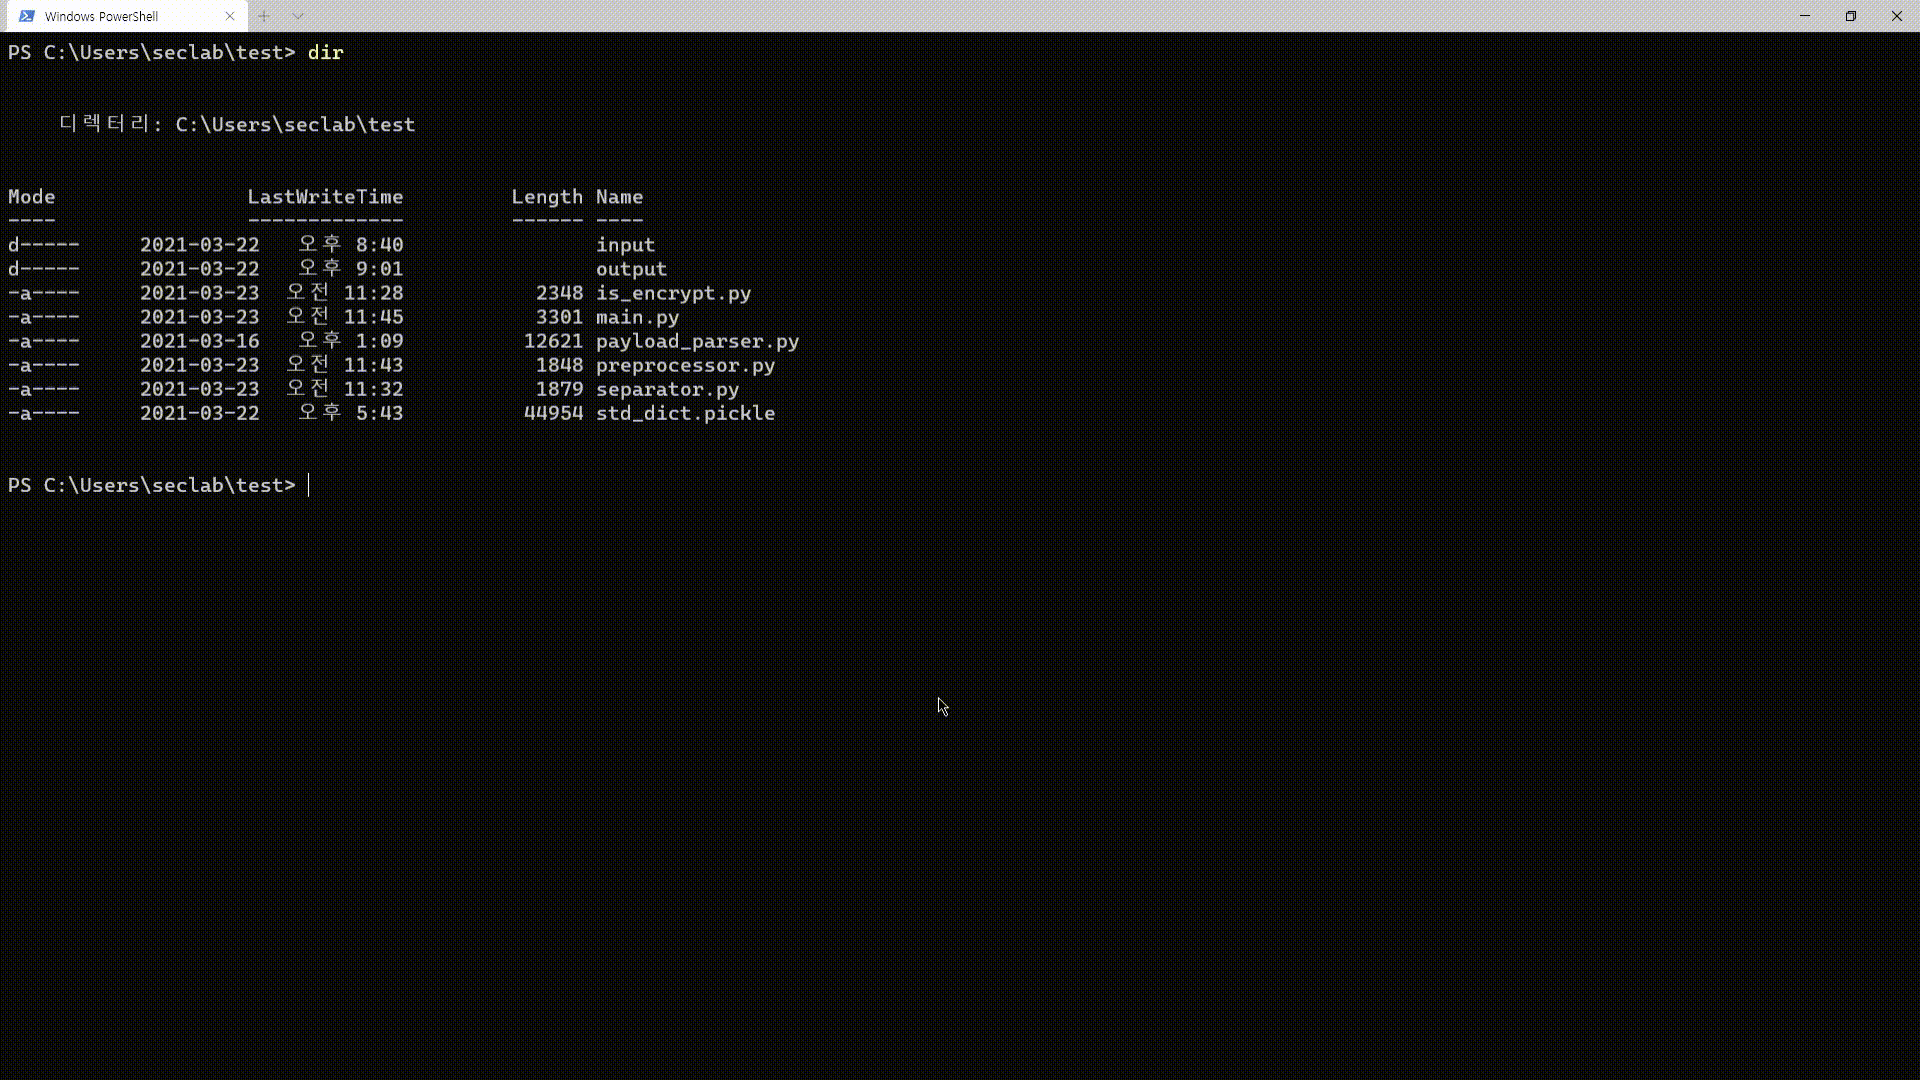 Windows PowerShell
PS C:\Users\seclab\test> dir
디렉터리: C:\Users\seclab\test
Mode LastWriteTime Length Name
---- ------------- ------ ----
d----- 2021-03-22 오후 8:40 input
d----- 2021-03-22 오후 9:01 output
-a---- 2021-03-23 오전 11:28 2348 is_encrypt.py
-a---- 2021-03-23 오전 11:45 3301 main.py
-a---- 2021-03-16 오후 1:09 12621 payload_parser.py
-a---- 2021-03-23 오전 11:43 1848 preprocessor.py
-a---- 2021-03-23 오전 11:32 1879 separator.py
-a---- 2021-03-22 오후 5:43 44954 std_dict.pickle
PS C:\Users\seclab\test>